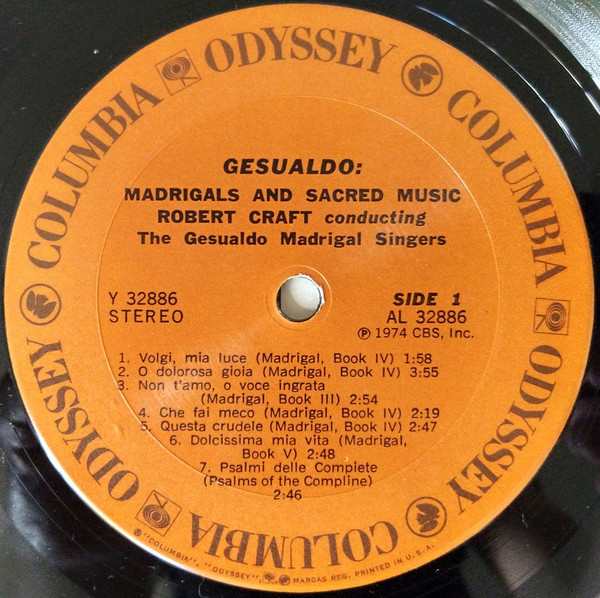 COLUMBIA ODYSSEY COLUMBIA ODYSSEY COLUMBIA ODYSSEY
GESUALDO:
MADRIGALS AND SACRED MUSIC
ROBERT CRAFT conducting
The Gesualdo Madrigal Singers
Y 32886
STEREO
SIDE 1
AL 32886
Ⓟ 1974 CBS, Inc.
1. Volgi, mia luce (Madrigal, Book IV) 1:58
2. O dolorosa gioia (Madrigal, Book IV) 3:55
3. Non t'amo, o voce ingrata
(Madrigal, Book III) 2:54
4. Che fai meco (Madrigal, Book IV) 2:19
5. Questa crudele (Madrigal, Book IV) 2:47
6. Dolcissima mia vita (Madrigal,
Book V) 2:48
7. Psalmi delle Compiete
(Psalms of the Compline)
2:46
"COLUMBIA", "ODYSSEY", MARCAS REG. PRINTED IN U.S.A.